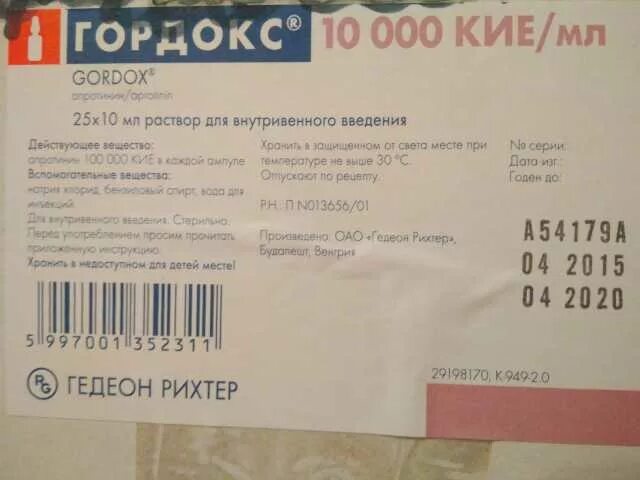 ГОРДОКС® 10 000 КИЕ/мл
GORDOX®
апротинин/aprotinin
25x10 мл раствор для внутривенного введения
Действующее вещество:
апротинин 100 000 КИЕ в каждой ампуле
Вспомогательные вещества:
натрия хлорид, бензиловый спирт, вода для
инъекций.
Для внутривенного введения. Стерильно.
Перед употреблением просим прочитать
приложенную инструкцию.
Хранить в недоступном для детей месте!
Хранить в защищенном от света месте при
температуре не выше 30 °C.
Отпускают по рецепту.
Р.Н.: П N013656/01
Произведено: ОАО «Гедеон Рихтер»,
Будапешт, Венгрия
№ серии:
Дата изг.:
Годен до:
A54179A
04 2015
04 2020
5 997001 352311
RG ГЕДЕОН РИХТЕР
29198170, K-949-2.0